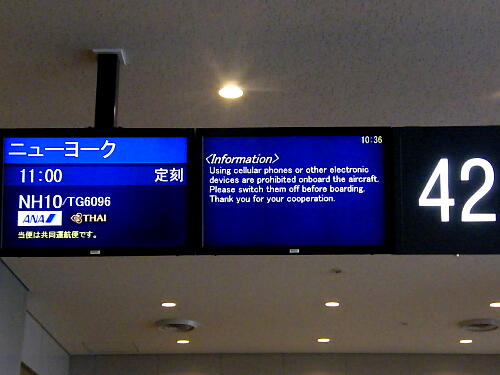 ニューヨーク
11:00 定刻
NH10/TG6096
ANA THAI
当便は共同運航便です。
10:36
<Information>
Using cellular phones or other electronic
devices are prohibited onboard the aircraft.
Please switch them off before boarding.
Thank you for your cooperation.
42